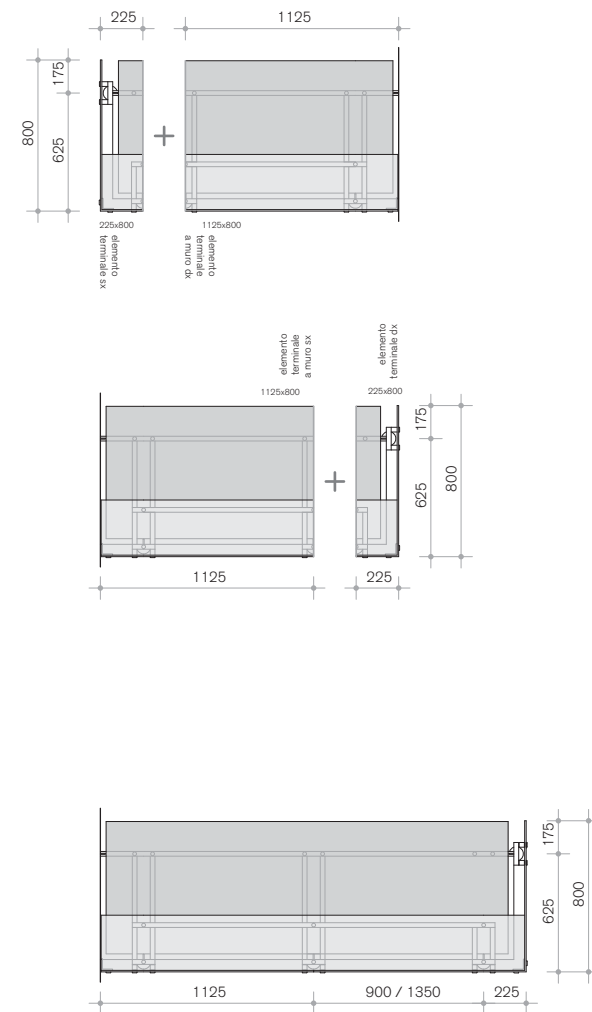 225
1125
175
800
625
225x800
elemento
terminale sx
1125x800
elemento
terminale
a muro dx
elemento
terminale
a muro sx
1125x800
elemento
terminale dx
225x800
175
625
800
1125
225
175
625
800
1125
900 / 1350
225